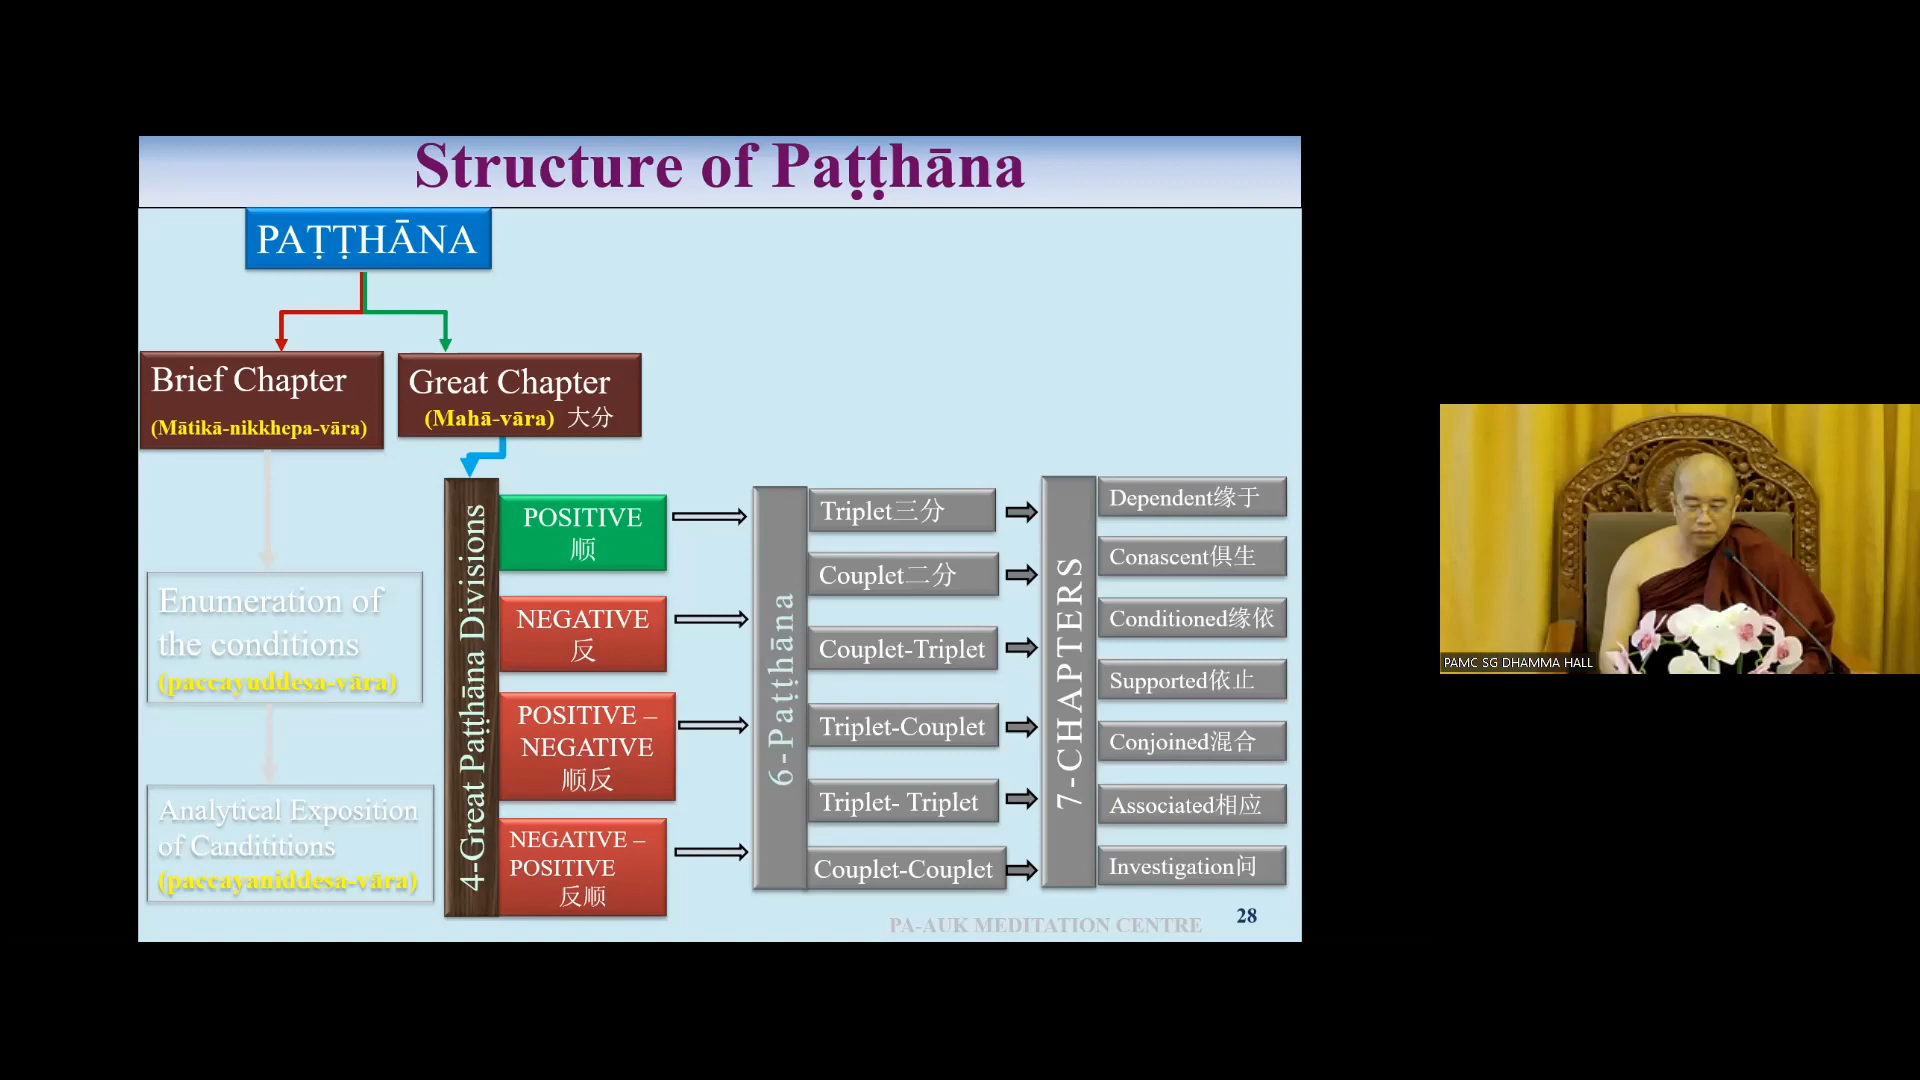 Structure of Paṭṭhāna
PAṬṬHĀNA
Brief Chapter
(Mātikā-nikkhepa-vāra)
Great Chapter
(Mahā-vāra) 大分
Enumeration of
the conditions
(paccayuddesa-vāra)
Analytical Exposition
of Candititions
(paccayaniddesa-vāra)
4-Great Paṭṭhāna Divisions
POSITIVE
顺
NEGATIVE
反
POSITIVE –
NEGATIVE
顺反
NEGATIVE –
POSITIVE
反顺
6-Paṭṭhāna
Triplet三分
Couplet二分
Couplet-Triplet
Triplet-Couplet
Triplet- Triplet
Couplet-Couplet
7-CHAPTERS
Dependent缘于
Conascent俱生
Conditioned缘依
Supported依止
Conjoined混合
Associated相应
Investigation问
PA-AUK MEDITATION CENTRE
28
PAMC SG DHAMMA HALL